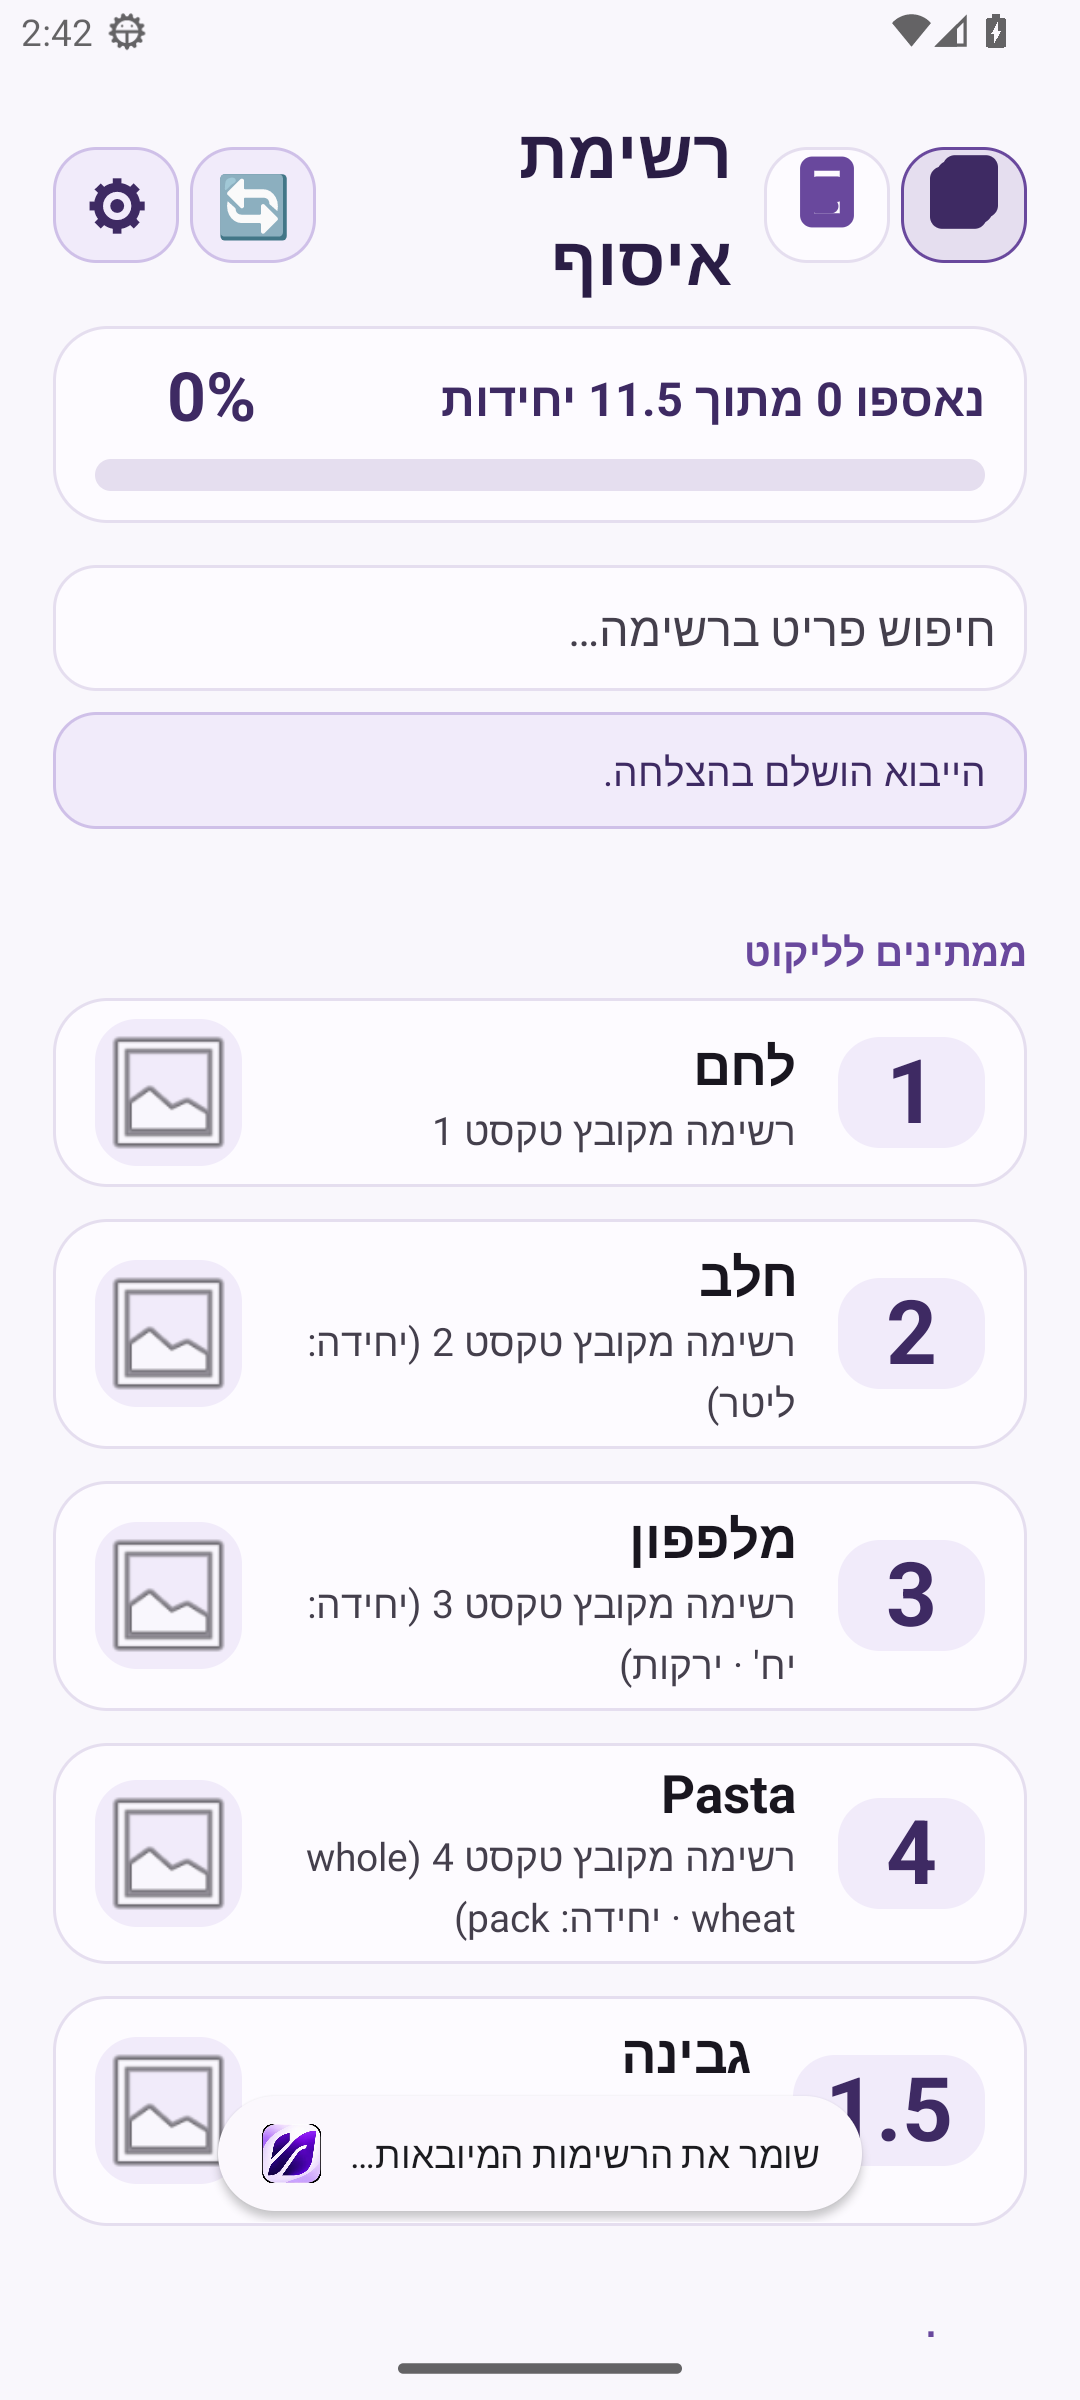 2:42
רשימת
איסוף
נאספו 0 מתוך 11.5 יחידות
0%
חיפוש פריט ברשימה...
הייבוא הושלם בהצלחה.
ממתינים לליקוט
1
לחם
רשימה מקובץ טקסט 1
2
חלב
רשימה מקובץ טקסט 2 (יחידה:
ליטר)
3
מלפפון
רשימה מקובץ טקסט 3 (יחידה:
יח' · ירקות)
4
Pasta
רשימה מקובץ טקסט 4 (whole
wheat · יחידה: pack)
1.5
גבינה
שומר את הרשימות המיובאות...